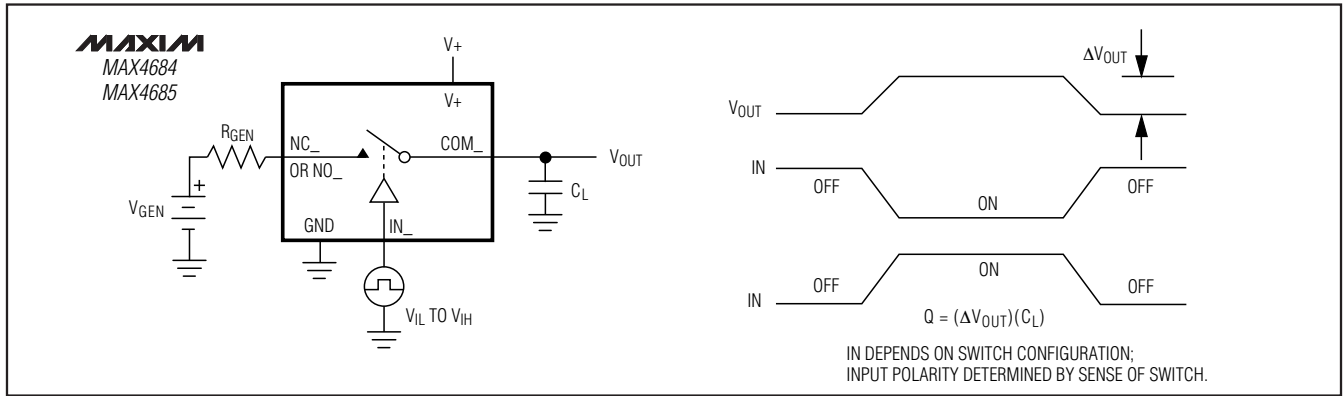 MAXIM
MAX4684
MAX4685
V+
V+
RGEN
NC_
OR NO_
COM_
VOUT
CL
+
VGEN
GND
IN_
VIL TO VIH
ΔVOUT
VOUT
IN
OFF
ON
OFF
IN
OFF
ON
OFF
Q = (ΔVOUT)(CL)
IN DEPENDS ON SWITCH CONFIGURATION;
INPUT POLARITY DETERMINED BY SENSE OF SWITCH.